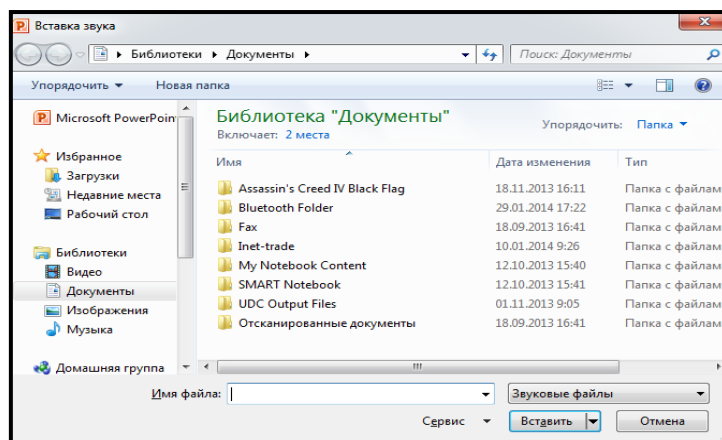 Вставка звука
Библиотеки Документы
Поиск: Документы
Упорядочить Новая папка
Microsoft PowerPoin
Избранное
Загрузки
Недавние места
Рабочий стол
Библиотеки
Видео
Документы
Изображения
Музыка
Домашняя группа
Библиотека "Документы"
Включает: 2 места
Упорядочить: Папка
Имя Дата изменения Тип
Assassin's Creed IV Black Flag 18.11.2013 16:11 Папка с файлам
Bluetooth Folder 29.01.2014 17:22 Папка с файлам
Fax 18.09.2013 16:41 Папка с файлам
Inet-trade 10.01.2014 9:26 Папка с файлам
My Notebook Content 12.10.2013 15:40 Папка с файлам
SMART Notebook 12.10.2013 15:41 Папка с файлам
UDC Output Files 01.11.2013 9:05 Папка с файлам
Отсканированные документы 18.09.2013 16:41 Папка с файлам
Имя файла: Звуковые файлы
Сервис Вставить Отмена